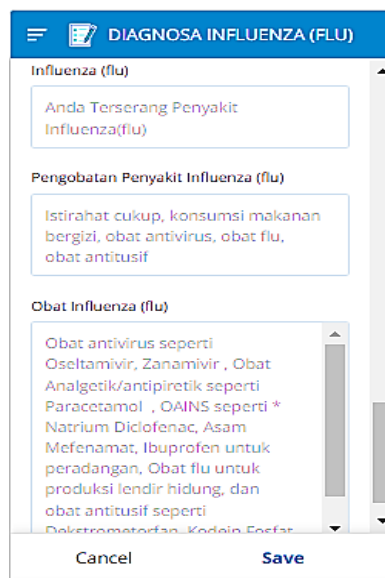 DIAGNOSA INFLUENZA (FLU)
Influenza (flu)
Anda Terserang Penyakit
Influenza(flu)
Pengobatan Penyakit Influenza (flu)
Istirahat cukup, konsumsi makanan
bergizi, obat antivirus, obat flu,
obat antitusif
Obat Influenza (flu)
Obat antivirus seperti
Oseltamivir, Zanamivir , Obat
Analgetik/antipiretik seperti
Paracetamol , OAINS seperti *
Natrium Diclofenac, Asam
Mefenamat, Ibuprofen untuk
peradangan, Obat flu untuk
produksi lendir hidung, dan
obat antitusif seperti
Dekstrometorfan, Kodein Fosfat
Cancel
Save